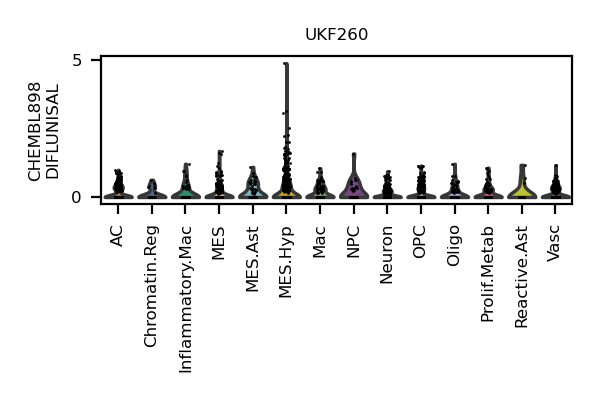 UKF260
CHEMBL898
DIFLUNISAL
5
0
AC
Chromatin.Reg
Inflammatory.Mac
MES
MES.Ast
MES.Hyp
Mac
NPC
Neuron
OPC
Oligo
Prolif.Metab
Reactive.Ast
Vasc